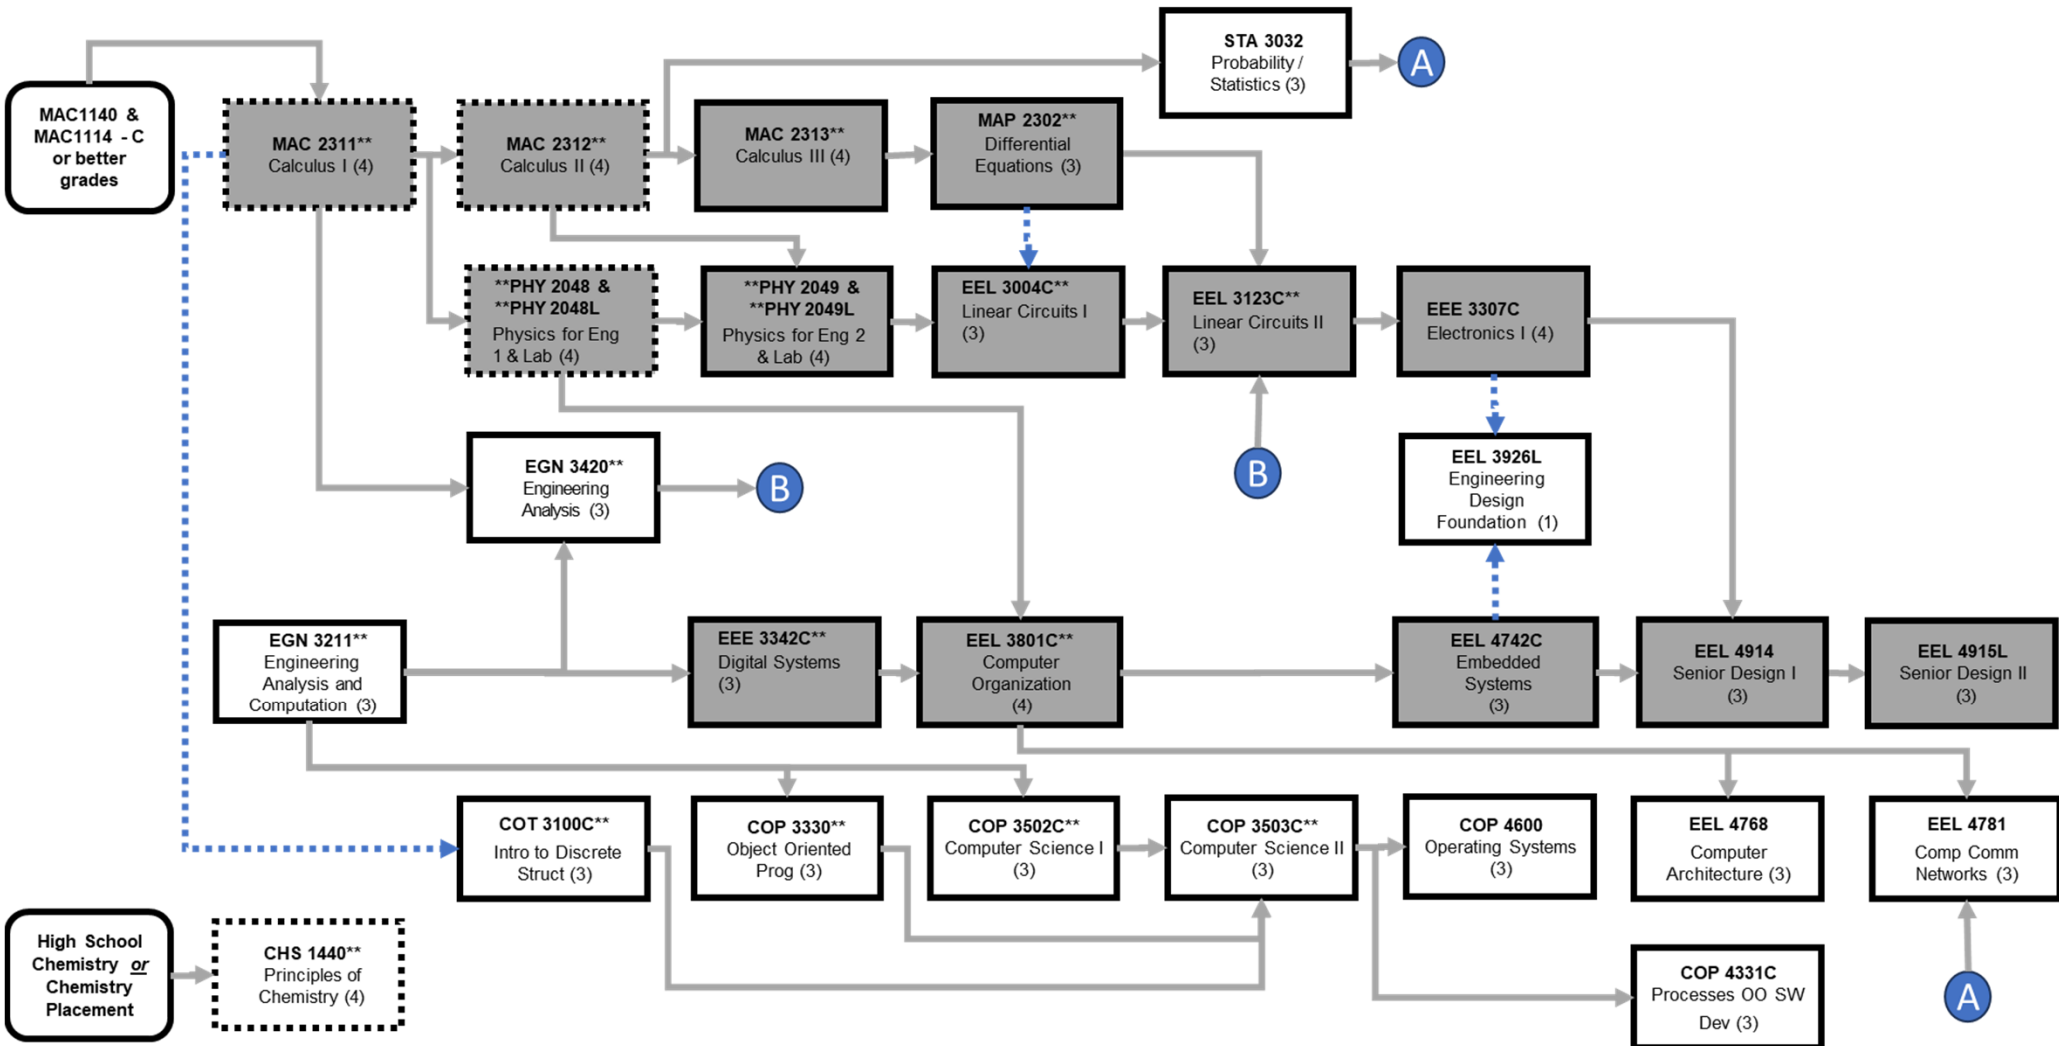 STA 3032
Probability /
Statistics (3)
A
MAC1140 &
MAC1114 - C
or better
grades
MAC 2311**
Calculus I (4)
MAC 2312**
Calculus II (4)
MAC 2313**
Calculus III (4)
MAP 2302**
Differential
Equations (3)
**PHY 2048 &
**PHY 2048L
Physics for Eng
1 & Lab (4)
**PHY 2049 &
**PHY 2049L
Physics for Eng 2
& Lab (4)
EEL 3004C**
Linear Circuits I
(3)
EEL 3123C**
Linear Circuits II
(3)
EEE 3307C
Electronics I (4)
EGN 3420**
Engineering
Analysis (3)
B
B
EEL 3926L
Engineering
Design
Foundation (1)
EGN 3211**
Engineering
Analysis and
Computation (3)
EEE 3342C**
Digital Systems
(3)
EEL 3801C**
Computer
Organization
(4)
EEL 4742C
Embedded
Systems
(3)
EEL 4914
Senior Design I
(3)
EEL 4915L
Senior Design II
(3)
COT 3100C**
Intro to Discrete
Struct (3)
COP 3330**
Object Oriented
Prog (3)
COP 3502C**
Computer Science I
(3)
COP 3503C**
Computer Science II
(3)
COP 4600
Operating Systems
(3)
EEL 4768
Computer
Architecture (3)
EEL 4781
Comp Comm
Networks (3)
High School
Chemistry or
Chemistry
Placement
CHS 1440**
Principles of
Chemistry (4)
COP 4331C
Processes OO SW
Dev (3)
A